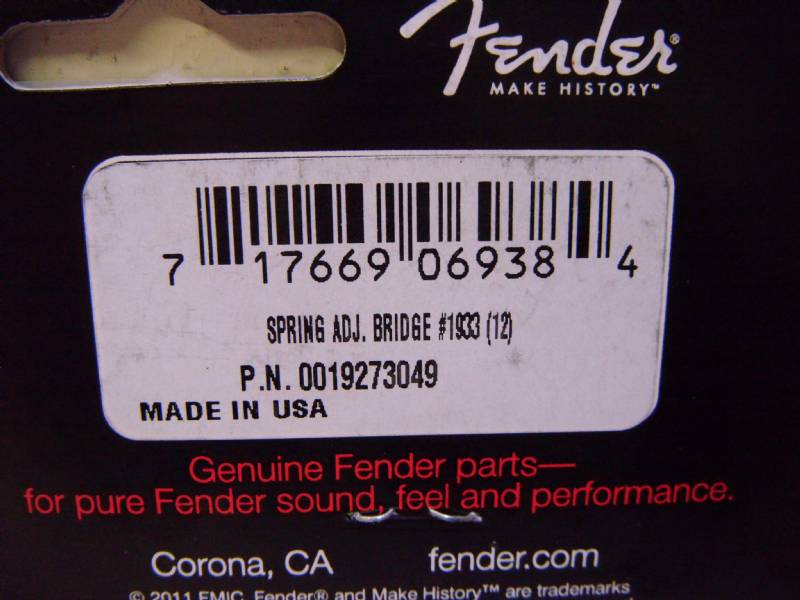 Fender®
MAKE HISTORY™
7 17669 06938 4
SPRING ADJ. BRIDGE #1933 (12)
P.N. 0019273049
MADE IN USA
Genuine Fender parts—
for pure Fender sound, feel and performance.
Corona, CA fender.com
© 2011 FMIC. Fender® and Make History™ are trademarks